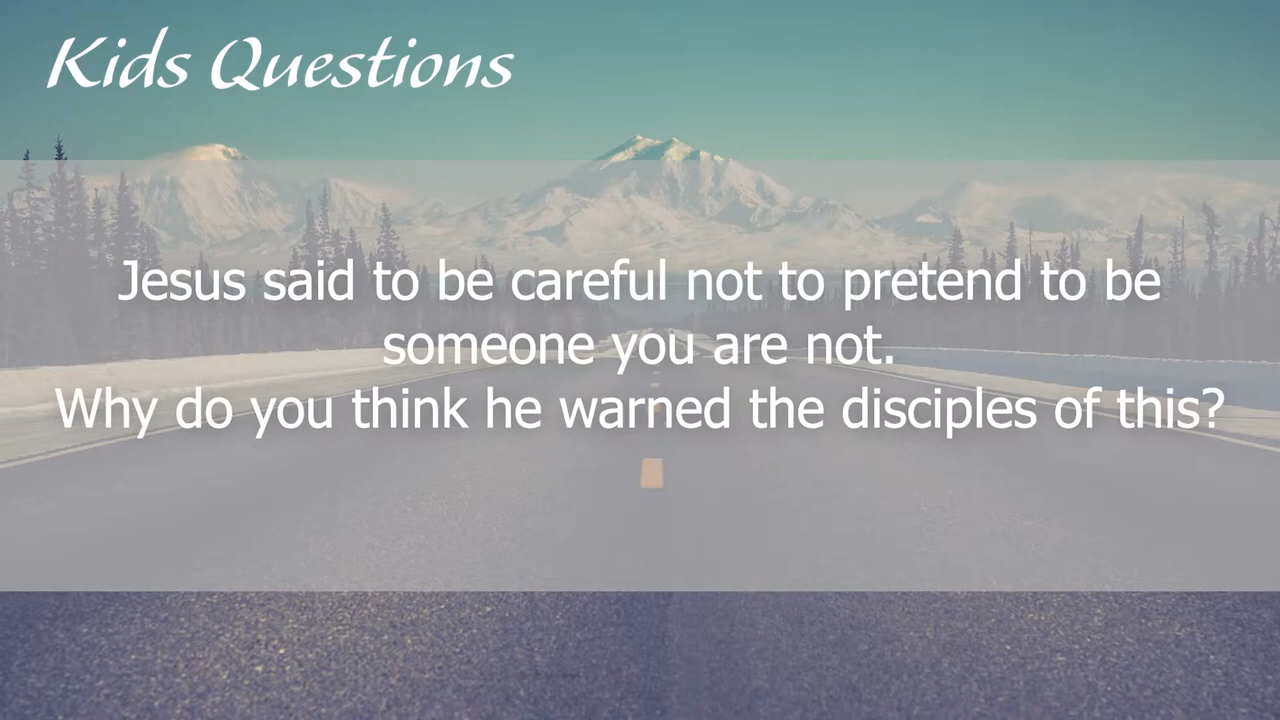 Kids Questions
Jesus said to be careful not to pretend to be
someone you are not.
Why do you think he warned the disciples of this?